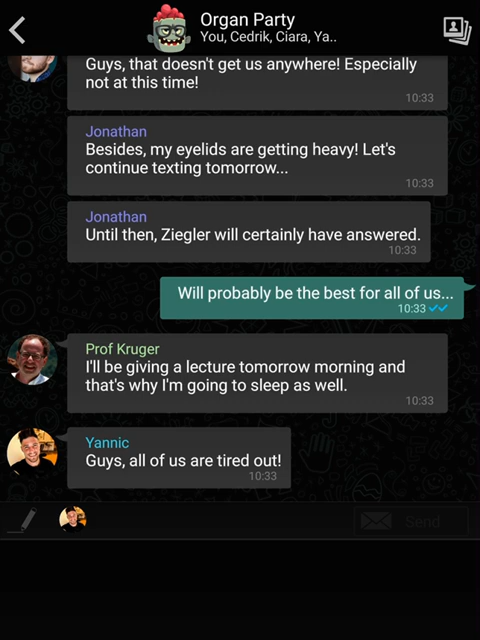 Organ Party
You, Cedrik, Ciara, Ya..
Guys, that doesn't get us anywhere! Especially
not at this time!
10:33
Jonathan
Besides, my eyelids are getting heavy! Let's
continue texting tomorrow...
10:33
Jonathan
Until then, Ziegler will certainly have answered.
10:33
Will probably be the best for all of us...
10:33
Prof Kruger
I'll be giving a lecture tomorrow morning and
that's why I'm going to sleep as well.
10:33
Yannic
Guys, all of us are tired out!
10:33
Send